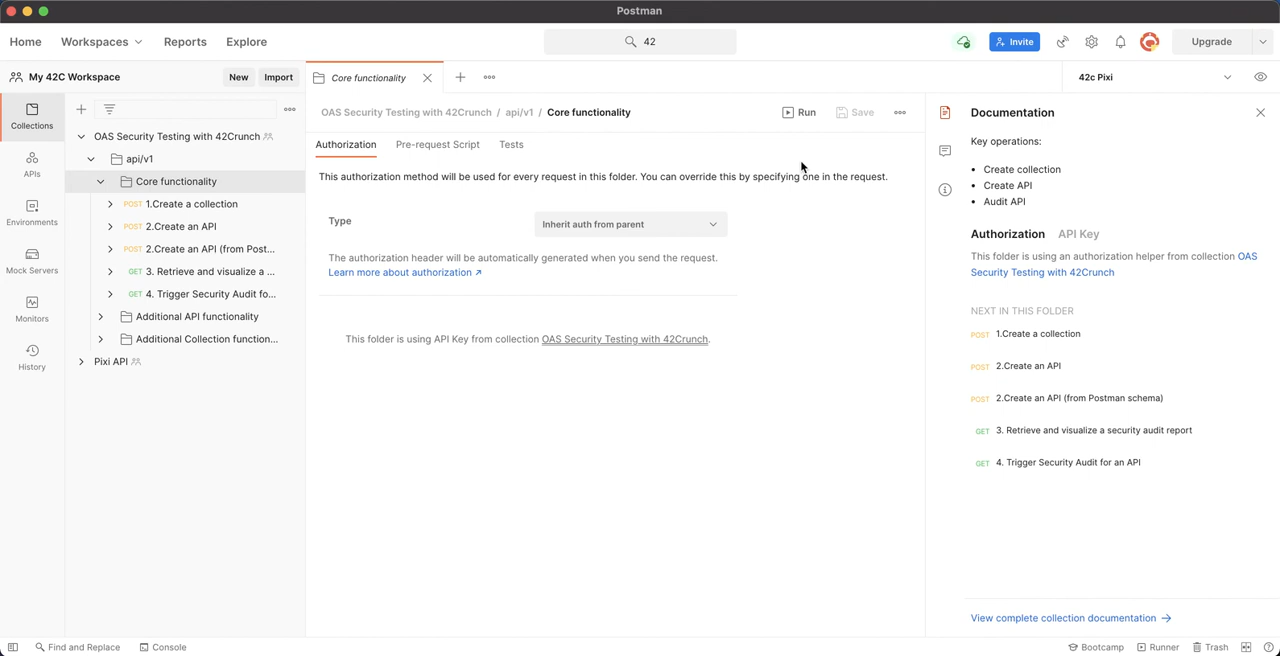 Postman
Home Workspaces Reports Explore 42 Invite Upgrade
My 42C Workspace New Import Core functionality 42c Pixi
Collections
APIs
Environments
Mock Servers
Monitors
History
OAS Security Testing with 42Crunch
api/v1
Core functionality
POST 1.Create a collection
POST 2.Create an API
POST 2.Create an API (from Post...
GET 3. Retrieve and visualize a ...
GET 4. Trigger Security Audit fo...
Additional API functionality
Additional Collection function...
Pixi API
OAS Security Testing with 42Crunch / api/v1 / Core functionality Run Save
Authorization Pre-request Script Tests
This authorization method will be used for every request in this folder. You can override this by specifying one in the request.
Type Inherit auth from parent
The authorization header will be automatically generated when you send the request.
Learn more about authorization ↗
This folder is using API Key from collection OAS Security Testing with 42Crunch.
Documentation
Key operations:
• Create collection
• Create API
• Audit API
Authorization API Key
This folder is using an authorization helper from collection OAS
Security Testing with 42Crunch
NEXT IN THIS FOLDER
POST 1.Create a collection
POST 2.Create an API
POST 2.Create an API (from Postman schema)
GET 3. Retrieve and visualize a security audit report
GET 4. Trigger Security Audit for an API
View complete collection documentation →
Find and Replace Console Bootcamp Runner Trash